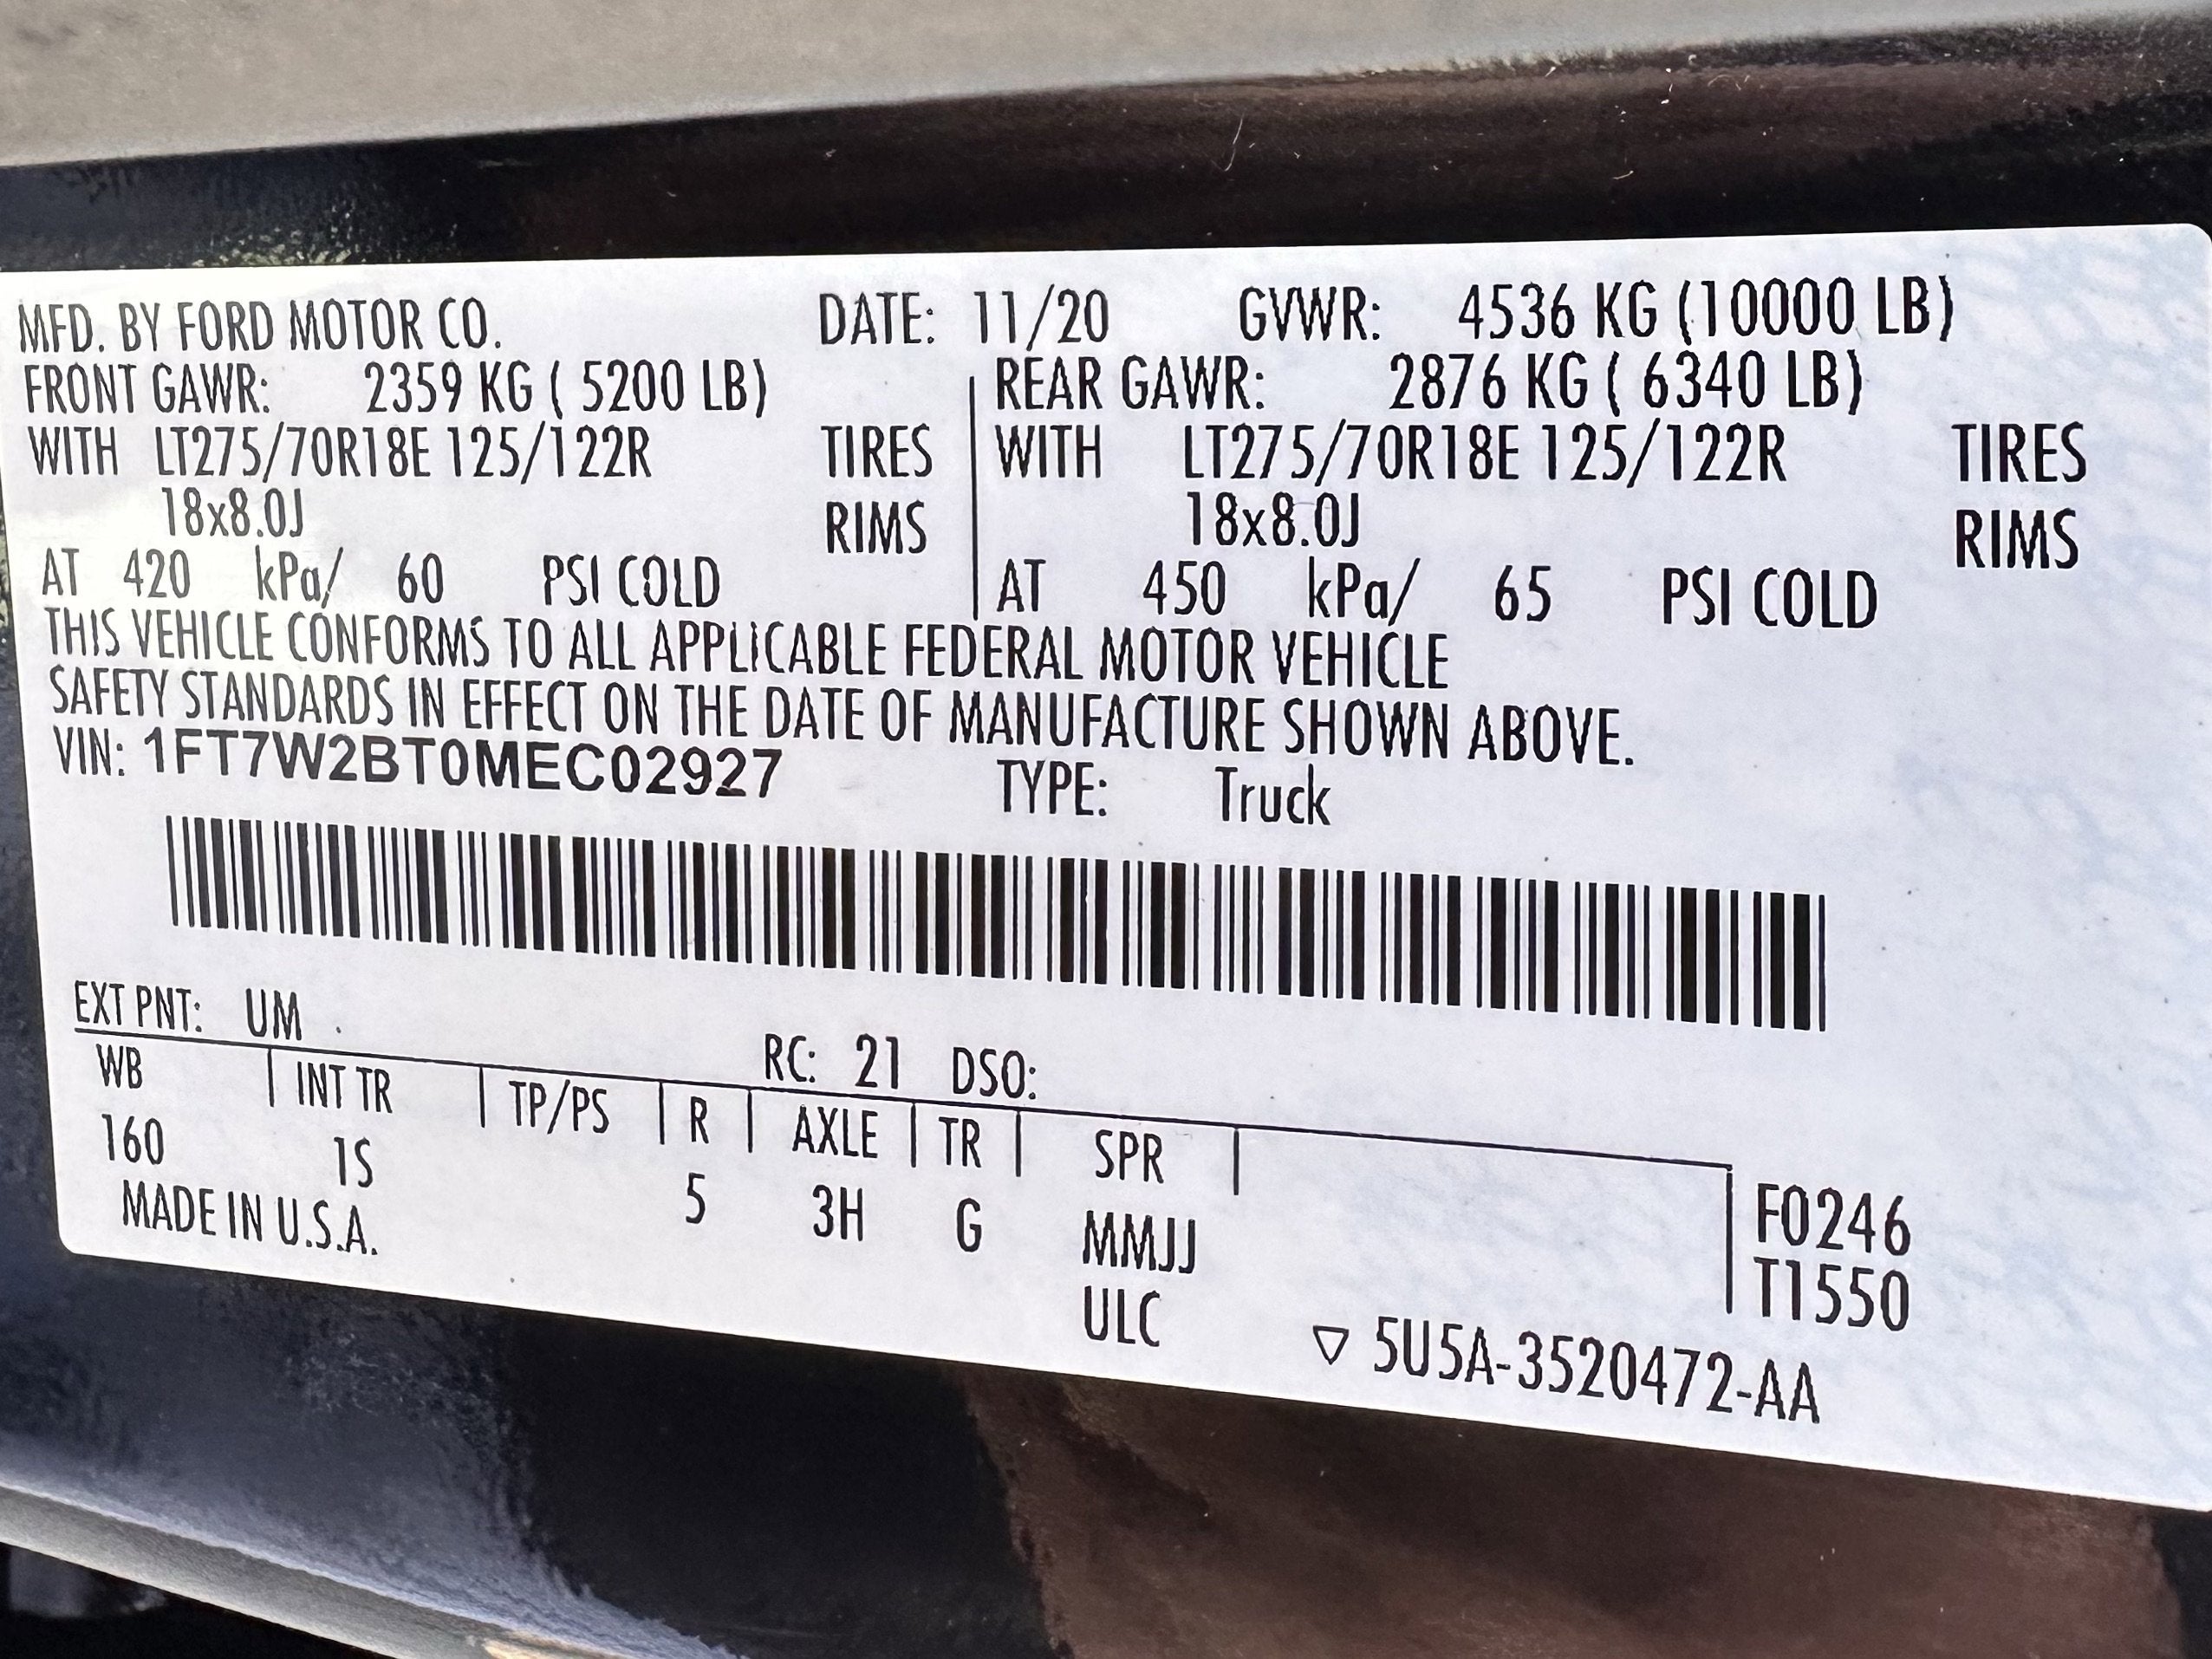 MFD. BY FORD MOTOR CO. DATE: 11/20 GVWR: 4536 KG (10000 LB)
FRONT GAWR: 2359 KG ( 5200 LB) REAR GAWR: 2876 KG ( 6340 LB)
WITH LT275/70R18E 125/122R TIRES WITH LT275/70R18E 125/122R TIRES
18x8.0J RIMS 18x8.0J RIMS
AT 420 kPa/ 60 PSI COLD AT 450 kPa/ 65 PSI COLD
THIS VEHICLE CONFORMS TO ALL APPLICABLE FEDERAL MOTOR VEHICLE
SAFETY STANDARDS IN EFFECT ON THE DATE OF MANUFACTURE SHOWN ABOVE.
VIN: 1FT7W2BT0MEC02927 TYPE: Truck
EXT PNT: UM RC: 21 DSO:
WB INT TR TP/PS R AXLE TR SPR
160 1S 5 3H G MMJJ F0246
MADE IN U.S.A. ULC T1550
▽ 5U5A-3520472-AA